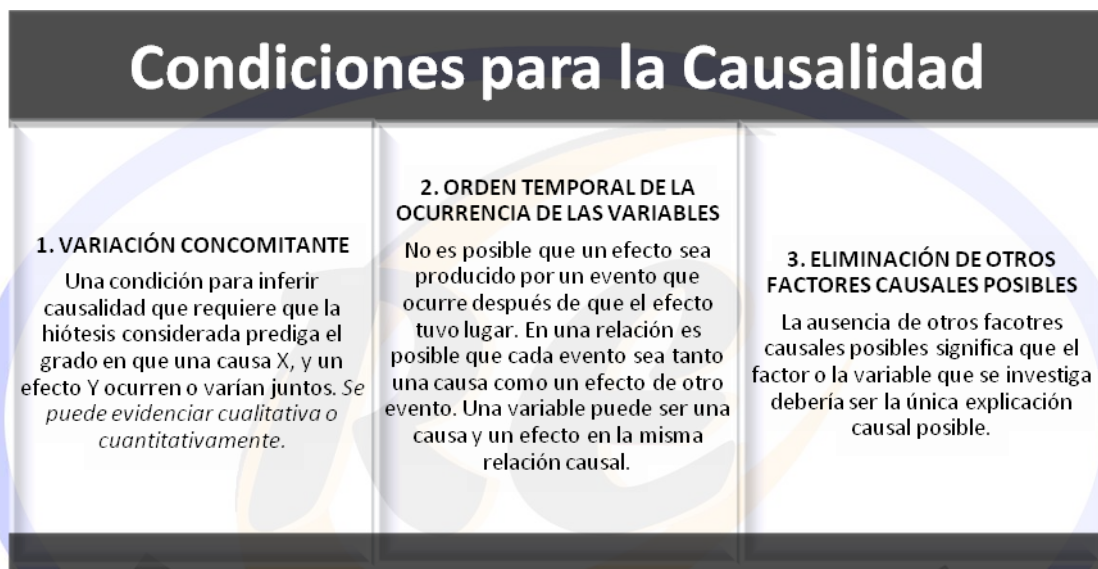 Condiciones para la Causalidad
1. VARIACIÓN CONCOMITANTE
Una condición para inferir
causalidad que requiere que la
hiótesis considerada prediga el
grado en que una causa X, y un
efecto Y ocurren o varían juntos. Se
puede evidenciar cualitativa o
cuantitativamente.
2. ORDEN TEMPORAL DE LA
OCURRENCIA DE LAS VARIABLES
No es posible que un efecto sea
producido por un evento que
ocurre después de que el efecto
tuvo lugar. En una relación es
posible que cada evento sea tanto
una causa como un efecto de otro
evento. Una variable puede ser una
causa y un efecto en la misma
relación causal.
3. ELIMINACIÓN DE OTROS
FACTORES CAUSALES POSIBLES
La ausencia de otros facotres
causales posibles significa que el
factor o la variable que se investiga
debería ser la única explicación
causal posible.